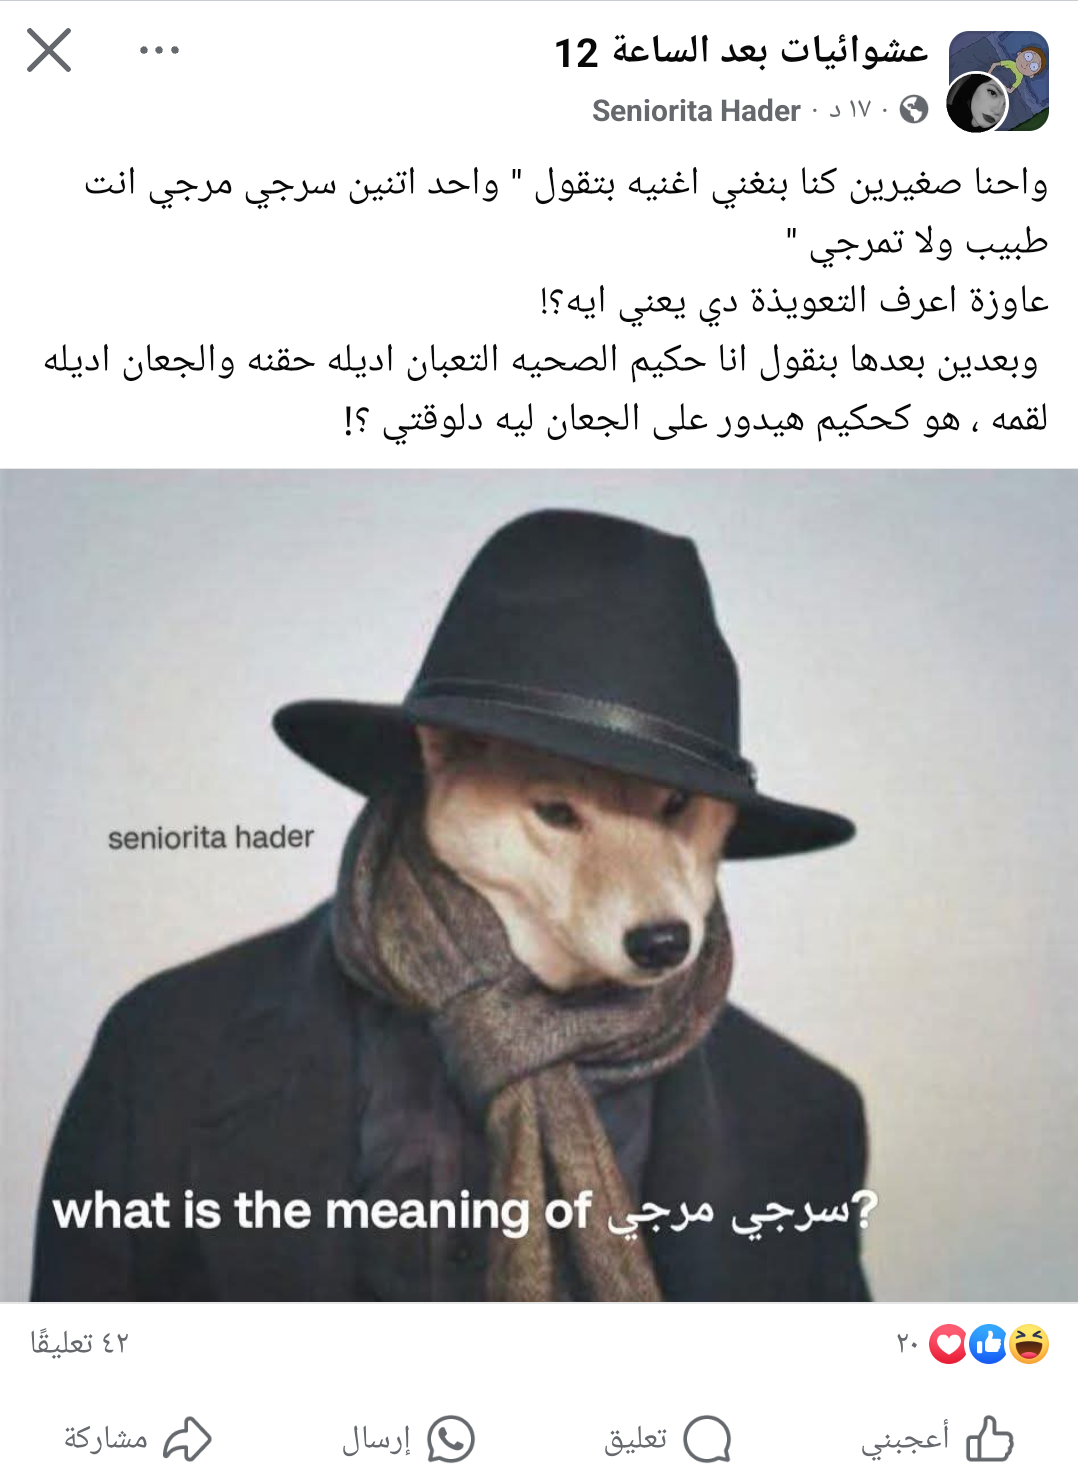 عشوائيات بعد الساعة 12
Seniorita Hader · ١٧ د ·
واحنا صغيرين كنا بنغني اغنيه بتقول " واحد اتنين سرجي مرجي انت
طبيب ولا تمرجي "
عاوزة اعرف التعويذة دي يعني ايه؟!
وبعدين بعدها بنقول انا حكيم الصحيه التعبان اديله حقنه والجعان اديله
لقمه ، هو كحكيم هيدور على الجعان ليه دلوقتي ؟!
seniorita hader
what is the meaning of سرجي مرجي?
٢٠
٤٢ تعليقًا
أعجبني
تعليق
إرسال
مشاركة